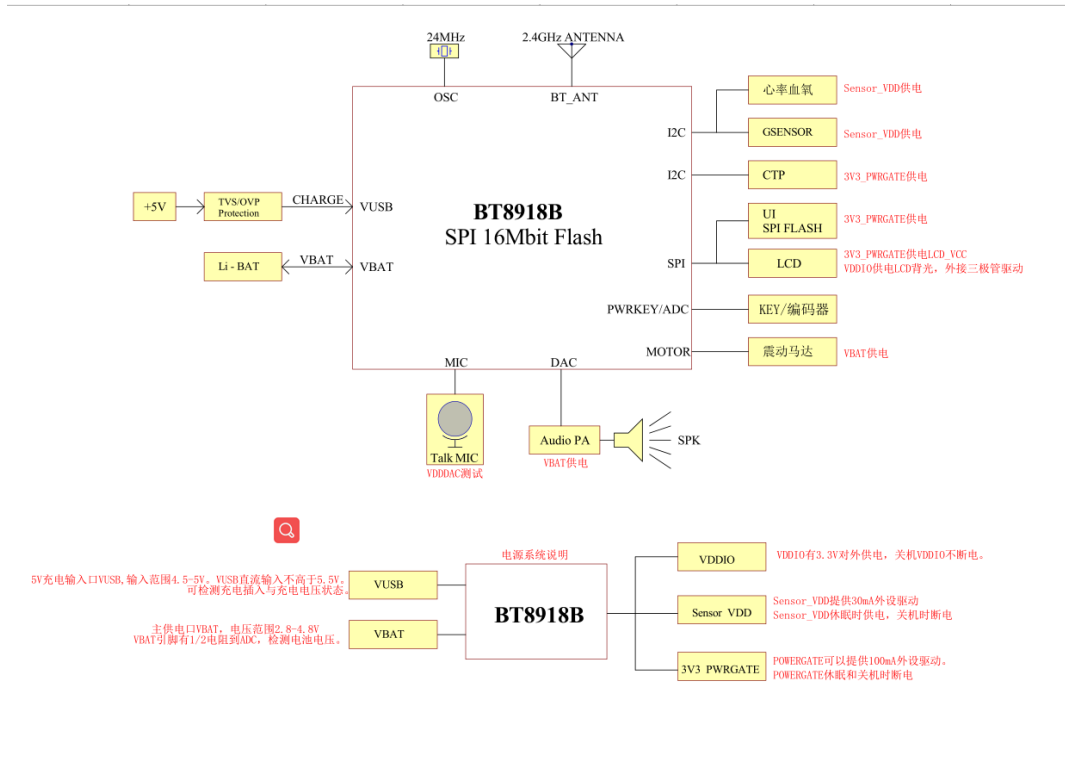 24MHz
2.4GHz ANTENNA
OSC
BT_ANT
心率血氧
Sensor_VDD供电
I2C
GSENSOR
Sensor_VDD供电
I2C
CTP
3V3_PWRGATE供电
+5V
TVS/OVP
Protection
CHARGE
VUSB
BT8918B
SPI 16Mbit Flash
UI
SPI FLASH
3V3_PWRGATE供电
Li - BAT
VBAT
VBAT
SPI
LCD
3V3_PWRGATE供电LCD_VCC
VDDIO供电LCD背光，外接三极管驱动
PWRKEY/ADC
KEY/编码器
MOTOR
震动马达
VBAT供电
MIC
DAC
Talk MIC
VDDDAC测试
Audio PA
SPK
VBAT供电
电源系统说明
5V充电输入口VUSB,输入范围4.5-5V。VUSB直流输入不高于5.5V。
可检测充电插入与充电电压状态。
VUSB
主供电口VBAT，电压范围2.8-4.8V
VBAT引脚有1/2电阻到ADC，检测电池电压。
VBAT
BT8918B
VDDIO
VDDIO有3.3V对外供电，关机VDDIO不断电。
Sensor VDD
Sensor_VDD提供30mA外设驱动
Sensor_VDD休眠时供电，关机时断电
3V3 PWRGATE
POWERGATE可以提供100mA外设驱动。
POWERGATE休眠和关机时断电